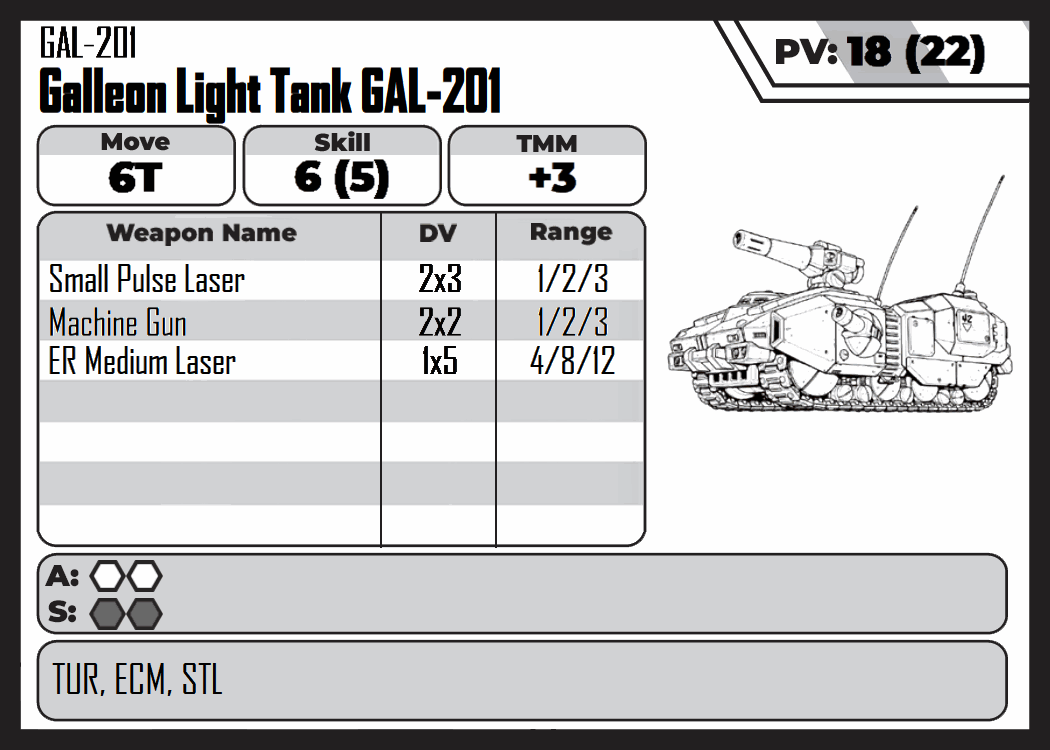 GAL-201
Galleon Light Tank GAL-201
PV: 18 (22)
Move Skill TMM
6T 6 (5) +3
Weapon Name DV Range
Small Pulse Laser 2x3 1/2/3
Machine Gun 2x2 1/2/3
ER Medium Laser 1x5 4/8/12
A:
S:
TUR, ECM, STL